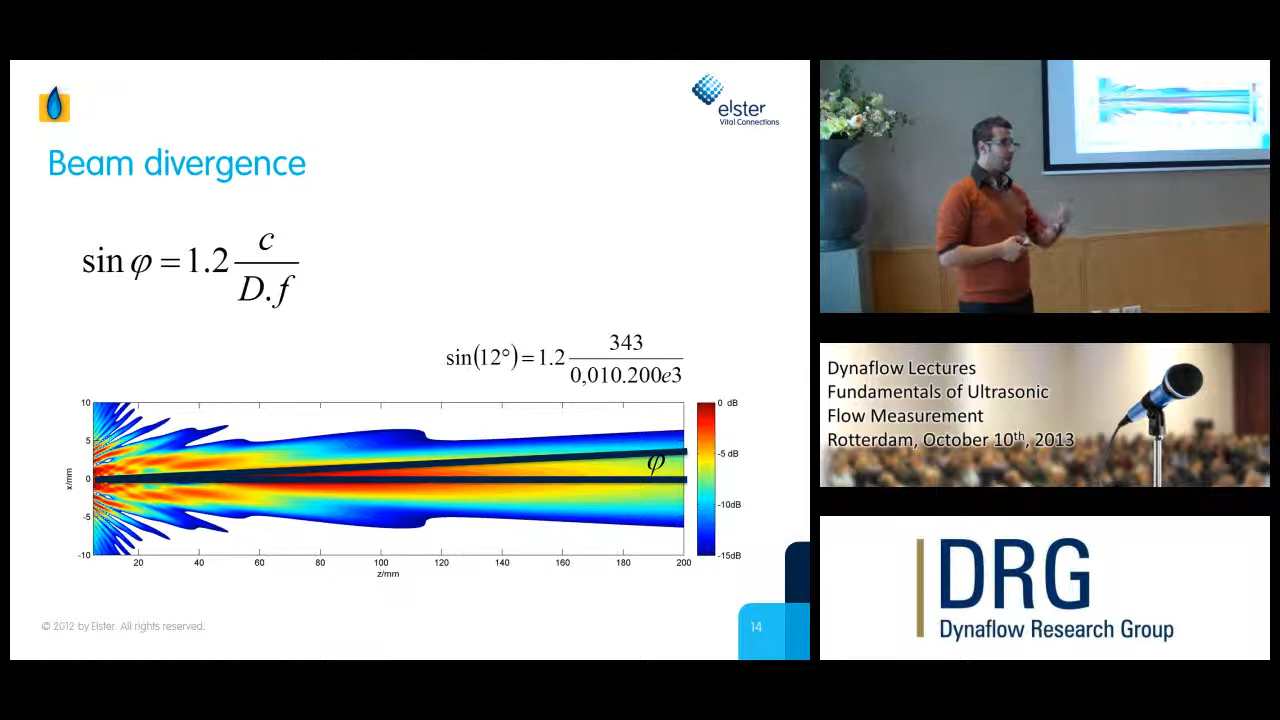 elster
Vital Connections
Beam divergence
sin φ = 1.2 c / D.f
sin(12°) = 1.2 343 / 0,010.200e3
10
5
0
-5
-10
x/mm
φ
20 40 60 80 100 120 140 160 180 200
z/mm
0 dB
-5 dB
-10dB
-15dB
© 2012 by Elster. All rights reserved.
14
Dynaflow Lectures
Fundamentals of Ultrasonic
Flow Measurement
Rotterdam, October 10th, 2013
DRG
Dynaflow Research Group